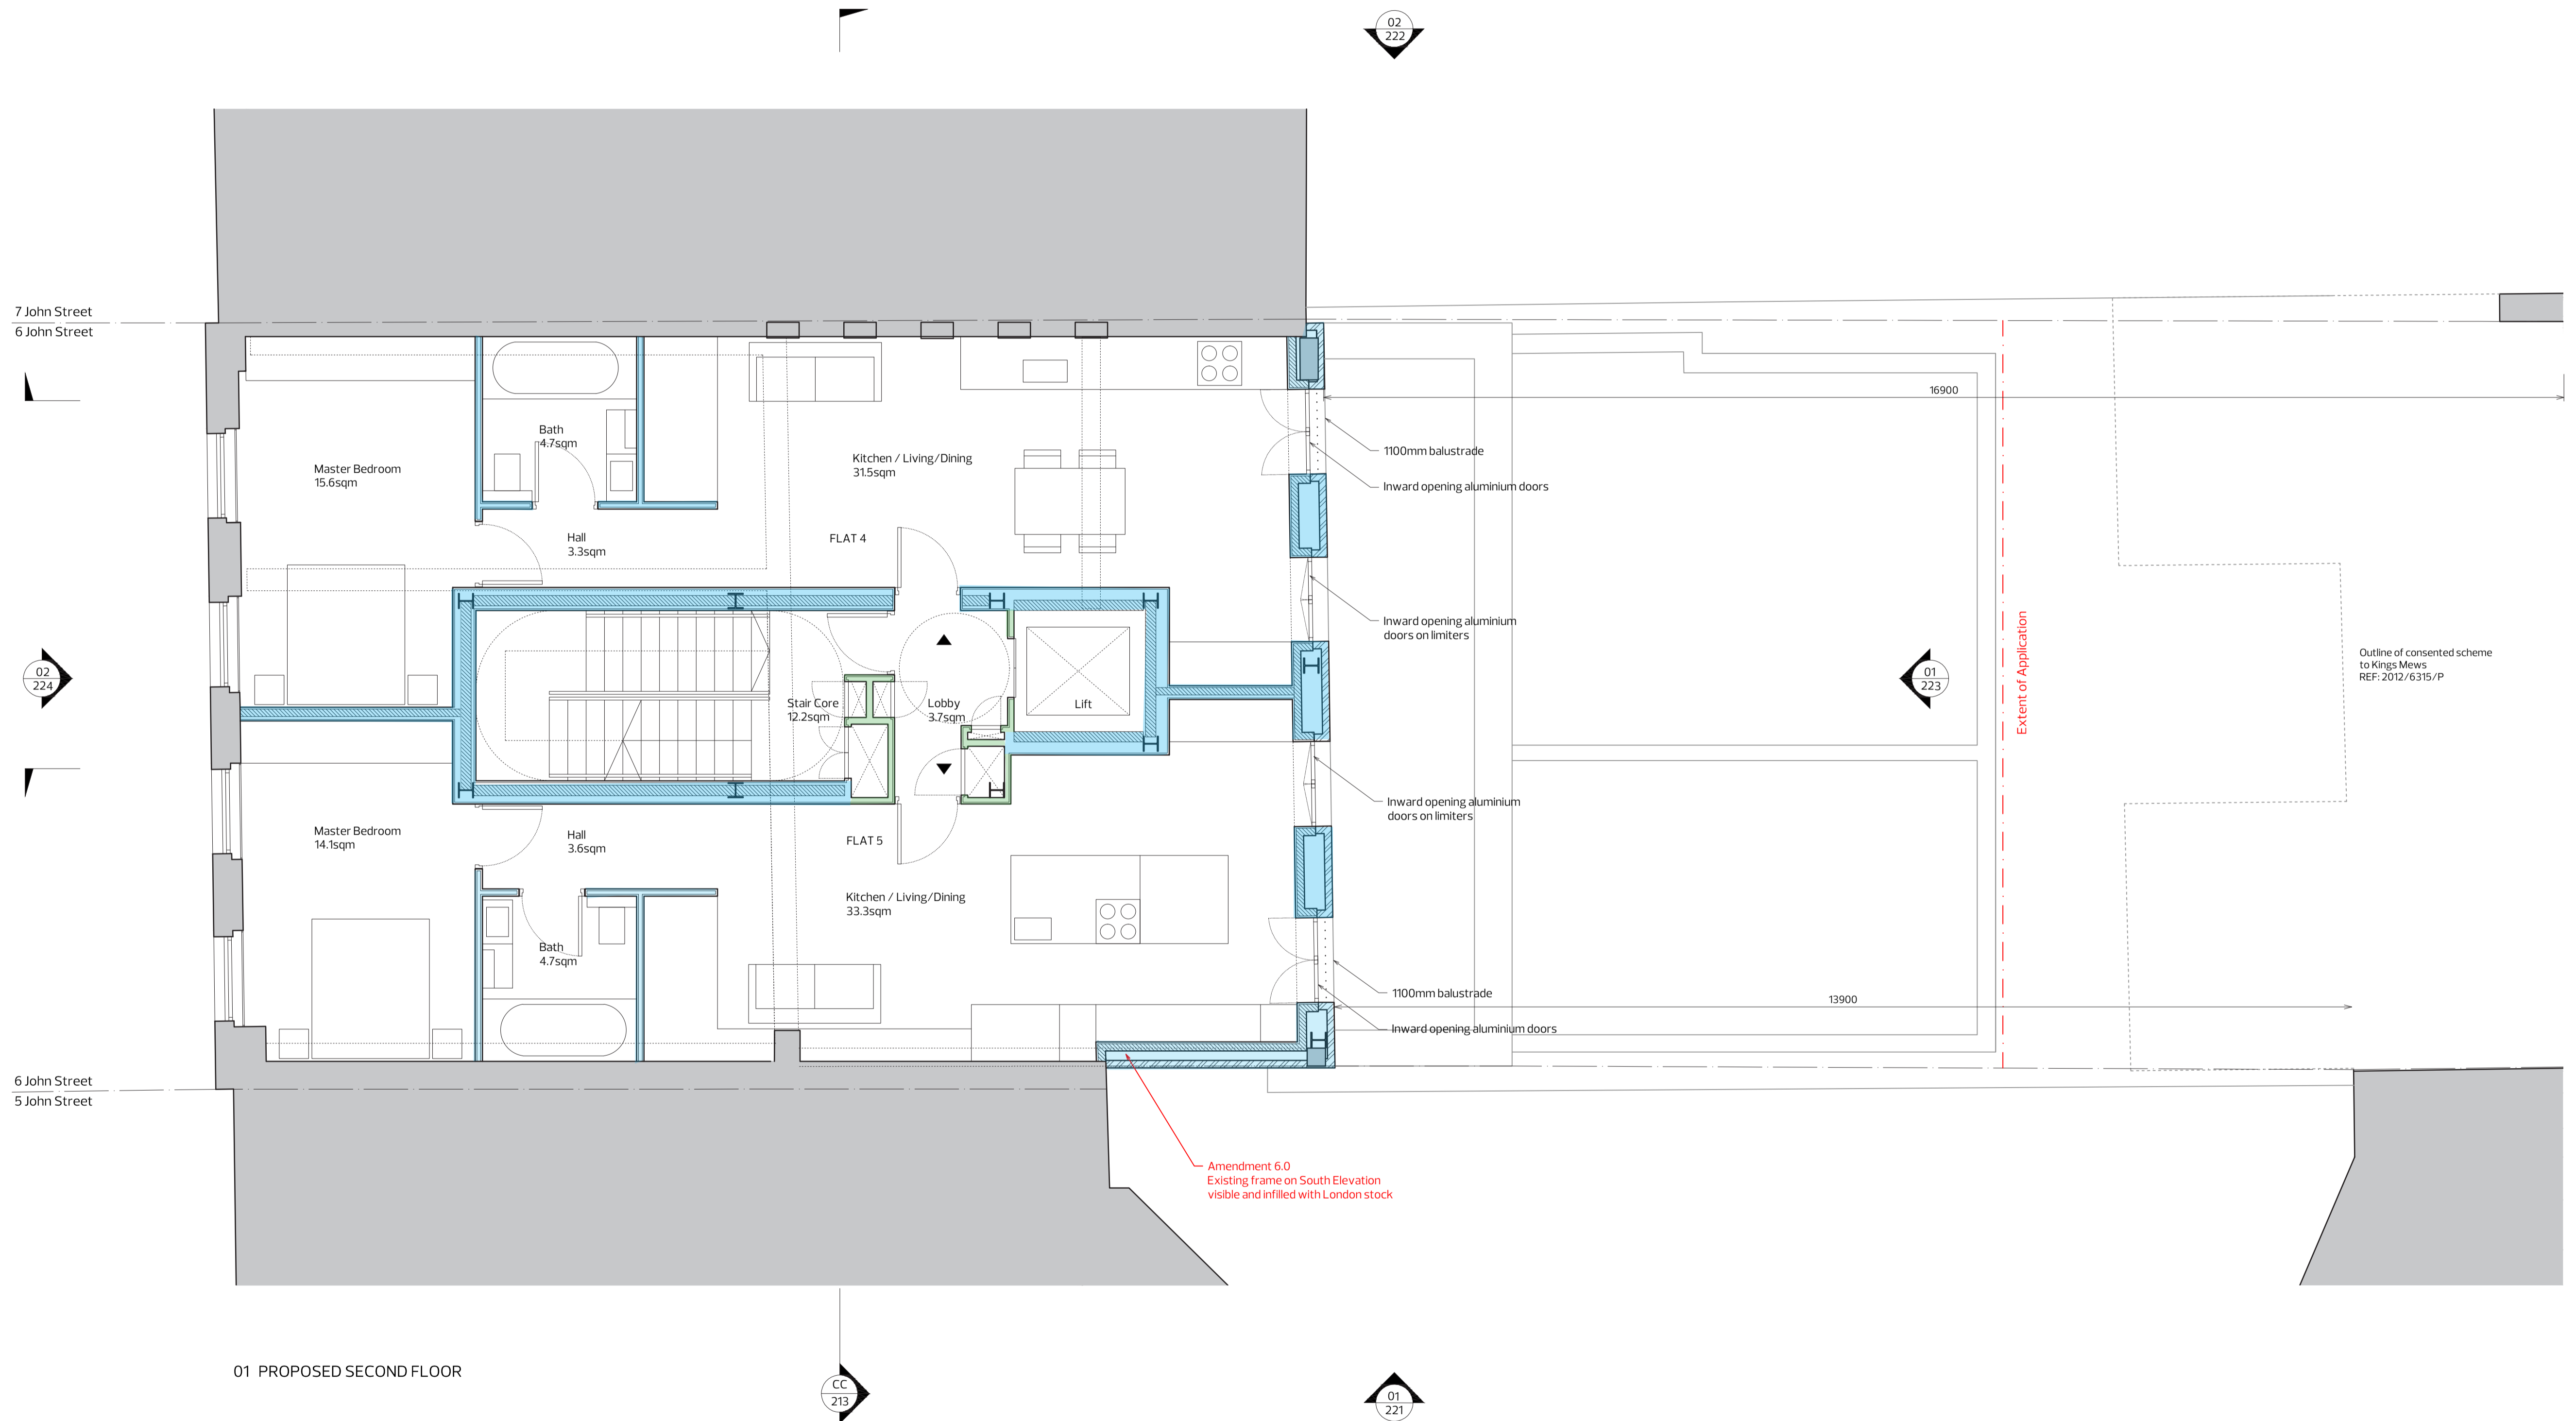 02
222
7 John Street
6 John Street
16900
Bath
4.7sqm
1100mm balustrade
Kitchen / Living/Dining
31.5sqm
Master Bedroom
15.6sqm
Inward opening aluminium doors
Hall
3.3sqm
FLAT 4
Inward opening aluminium
doors on limiters
Extent of Application
Outline of consented scheme
to Kings Mews
REF: 2012/6315/P
02
224
01
223
Stair Core
12.2sqm
Lobby
3.7sqm
Lift
Inward opening aluminium
doors on limiters
Master Bedroom
14.1sqm
Hall
3.6sqm
FLAT 5
Kitchen / Living/Dining
33.3sqm
Bath
4.7sqm
1100mm balustrade
13900
Inward opening aluminium doors
6 John Street
5 John Street
Amendment 6.0
Existing frame on South Elevation
visible and infilled with London stock
01 PROPOSED SECOND FLOOR
CC
213
01
221